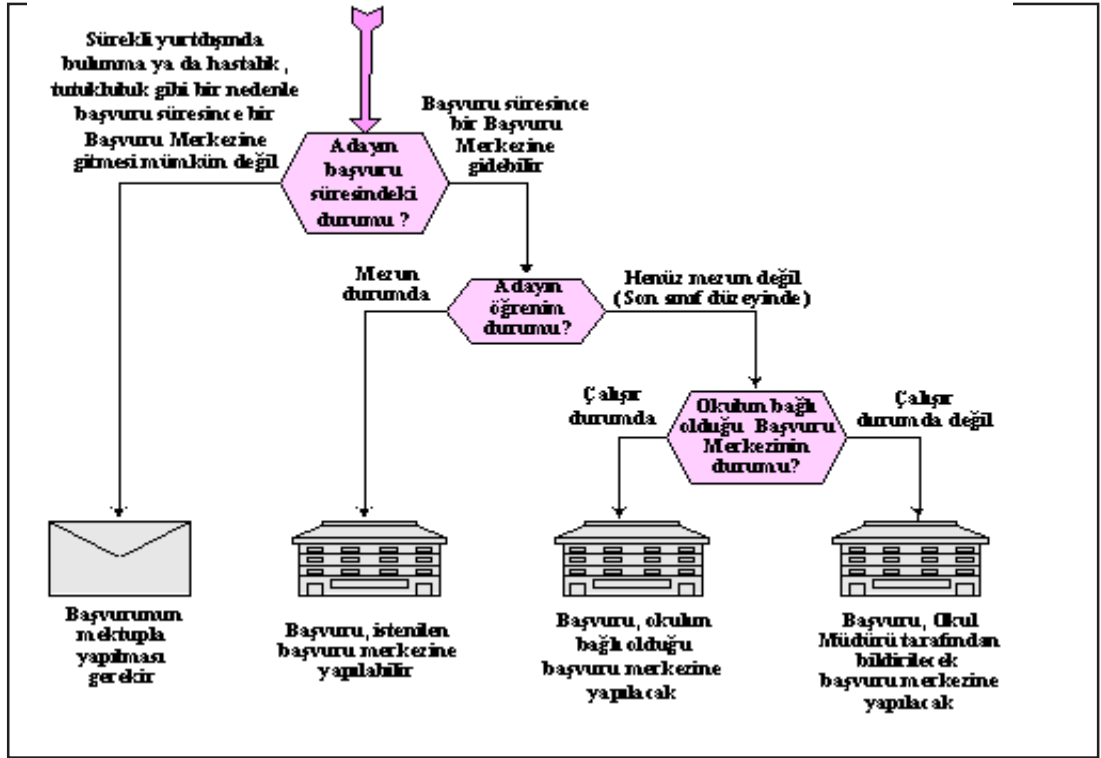 Sürekli yurtdışında
bulunma ya da hastalık ,
tutukluluk gibi bir nedenle
başvuru süresince bir
Başvuru Merkezine
gitmesi mümkün değil
Başvuru süresince
bir Başvuru
Merkezine
gidebilir
Adayın
başvuru
süresindeki
durumu ?
Mezun
durumda
Adayın
öğrenim
durumu?
Henüz mezun değil
(Son sınıf düzeyinde)
Çalışır
durumda
Okulun bağlı
olduğu Başvuru
Merkezinin
durumu?
Çalışır
durumda değil
Başvurunun
mektupla
yapılması
gerekir
Başvuru, istenilen
başvuru merkezine
yapılabilir
Başvuru, okulun
bağlı olduğu
başvuru merkezine
yapılacak
Başvuru, Okul
Müdürü tarafından
bildirilecek
başvuru merkezine
yapılacak